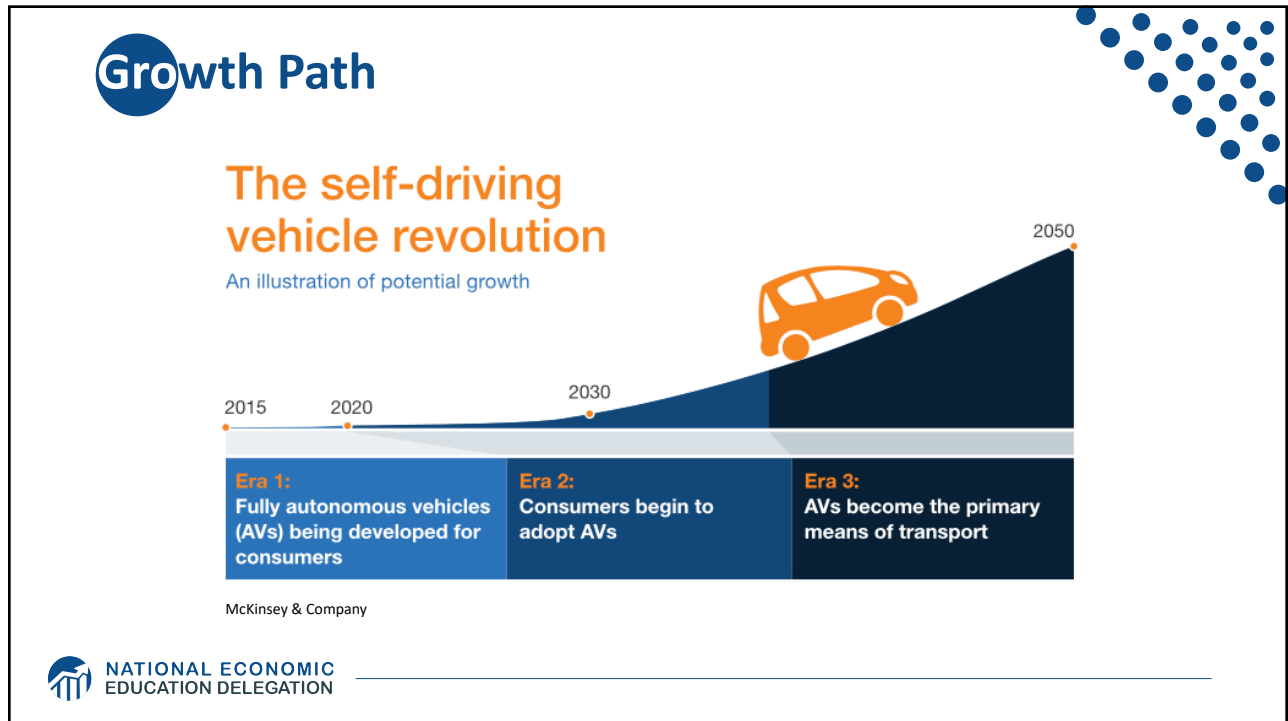 Growth Path
The self-driving
vehicle revolution
An illustration of potential growth
2015
2020
2030
2050
Era 1:
Fully autonomous vehicles
(AVs) being developed for
consumers
Era 2:
Consumers begin to
adopt AVs
Era 3:
AVs become the primary
means of transport
McKinsey & Company
NATIONAL ECONOMIC
EDUCATION DELEGATION